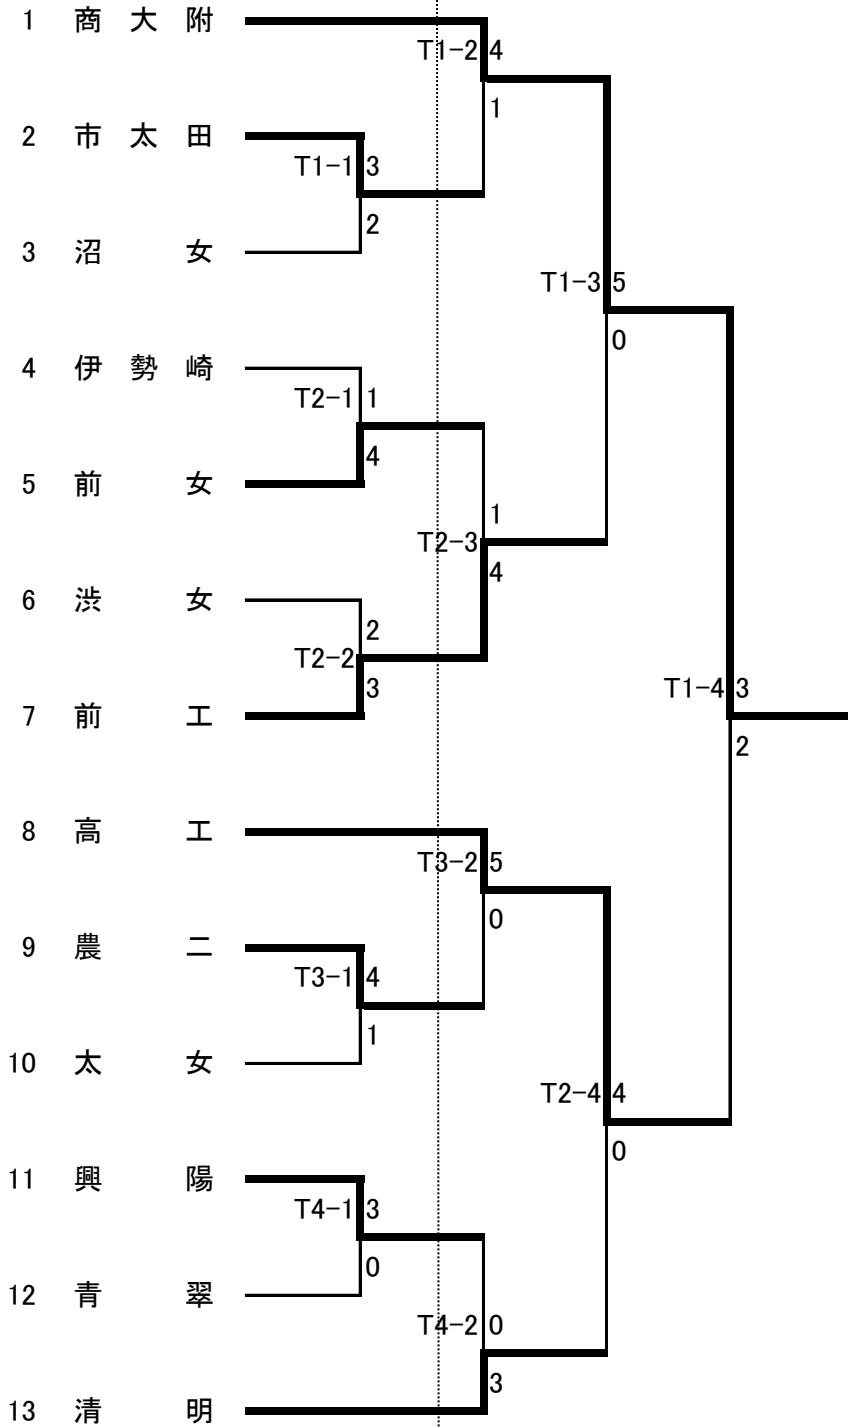 1 商大附
T1-2 4
1
2 市太田
T1-1 3
2
3 沼女
T1-3 5
0
4 伊勢崎
T2-1 1
4
5 前女
1
T2-3
4
6 渋女
2
T2-2
3
7 前工
T1-4 3
2
8 高工
T3-2 5
0
9 農二
T3-1 4
1
10 太女
T2-4 4
0
11 興陽
T4-1 3
0
12 青翠
T4-2 0
3
13 清明